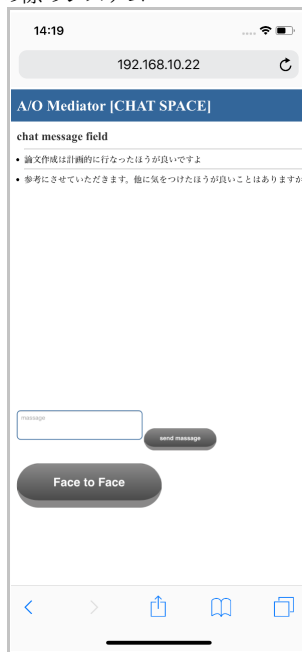 14:19
192.168.10.22
A/O Mediator [CHAT SPACE]
chat message field
• 論文作成は計画的に行なったほうが良いですよ
• 参考にさせていただきます。他に気をつけたほうが良いことはありますか
massage
send massage
Face to Face